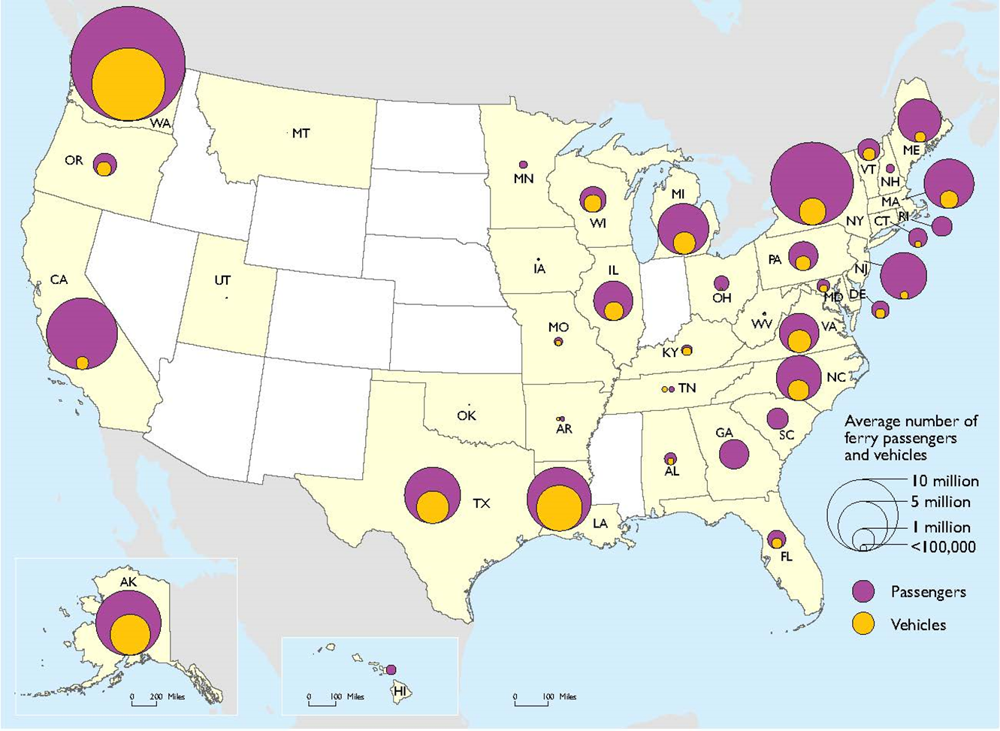 WA
MT
OR
MN
ME
VT
NH
MI
MA
WI
NY
CT
RI
PA
NJ
IA
IL
UT
CA
OH
MD
DE
WV
VA
MO
KY
NC
TN
OK
AR
SC
GA
AL
TX
LA
FL
Average number of
ferry passengers
and vehicles
10 million
5 million
1 million
<100,000
Passengers
Vehicles
AK
0 200 Miles
HI
0 100 Miles
0 100 Miles